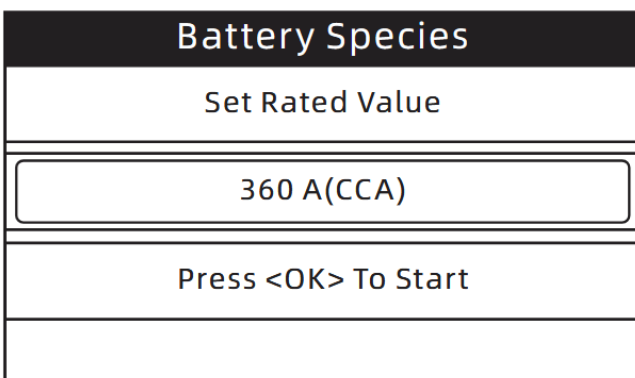 Battery Species
Set Rated Value
360 A(CCA)
Press <OK> To Start